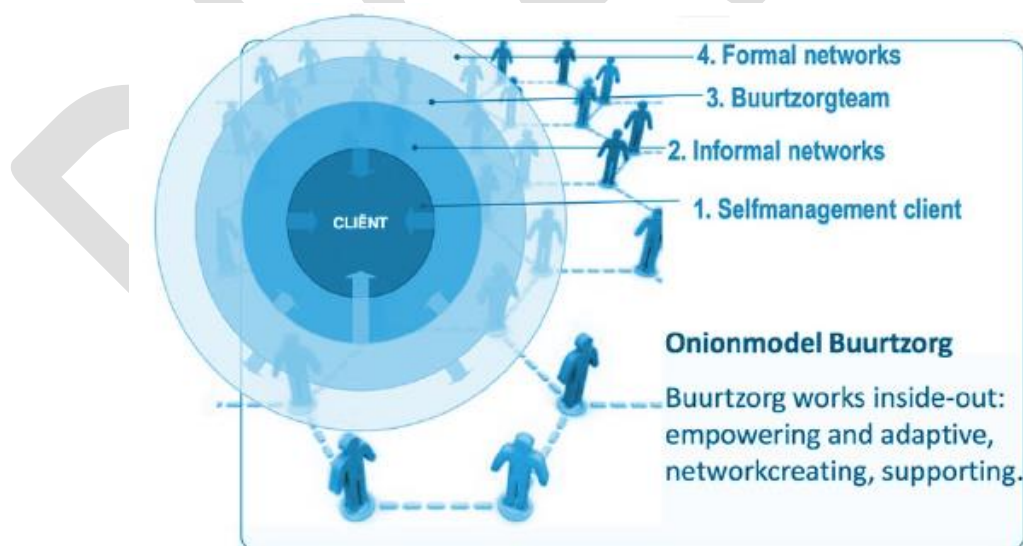 4. Formal networks
3. Buurtzorgteam
2. Informal networks
1. Selfmanagement client
CLIËNT
Onionmodel Buurtzorg
Buurtzorg works inside-out:
empowering and adaptive,
networkcreating, supporting.